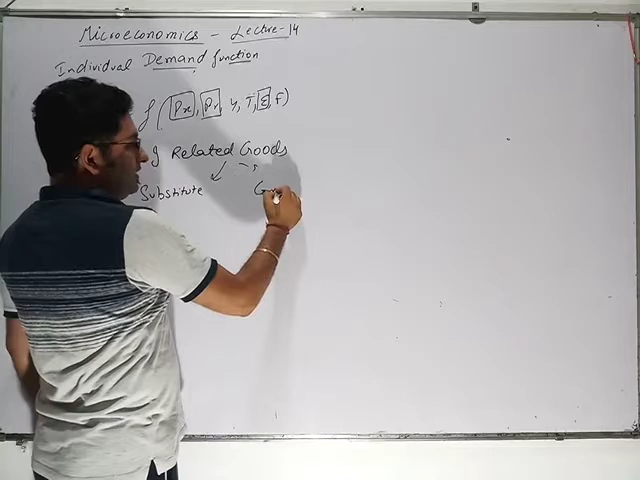 Microeconomics - Lecture-14
Individual Demand function
f(Px, Pr, Y, T, E, F)
g Related Goods
Substitute